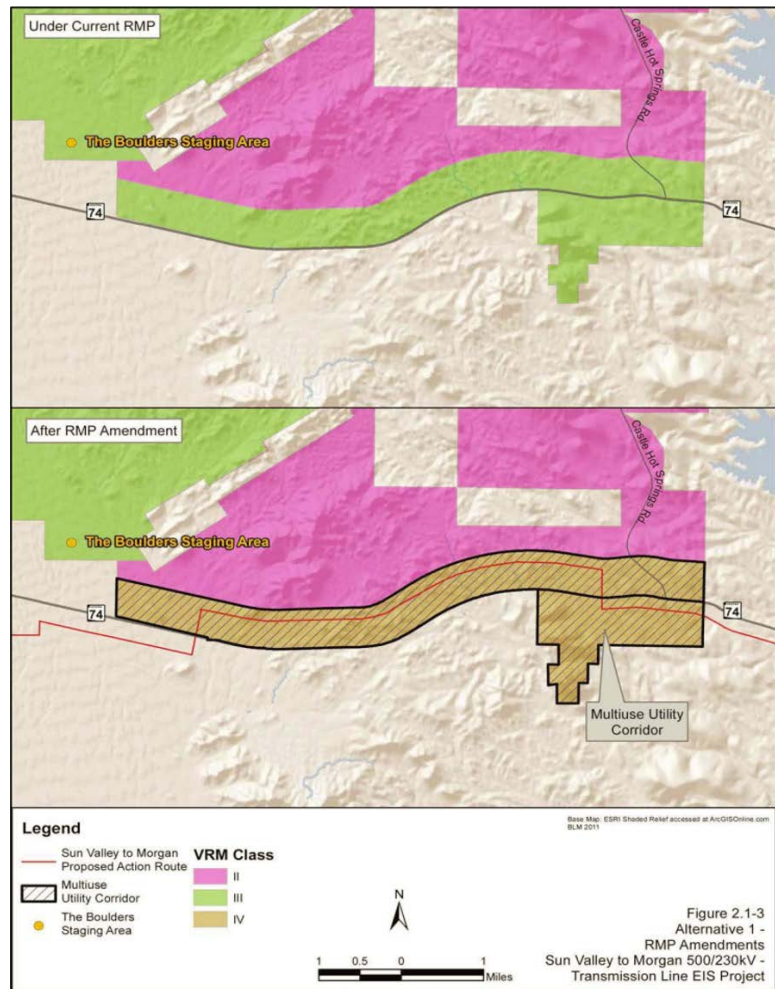 Under Current RMP
Castle Hot Springs Rd
The Boulders Staging Area
74
74
After RMP Amendment
Castle Hot Springs Rd
The Boulders Staging Area
74
74
Multiuse Utility
Corridor
Base Map: ESRI Shaded Relief accessed at ArcGISOnline.com
BLM 2011
Legend
Sun Valley to Morgan
Proposed Action Route
Multiuse
Utility Corridor
The Boulders
Staging Area
VRM Class
II
III
IV
N
1 0.5 0 1
Miles
Figure 2.1-3
Alternative 1 -
RMP Amendments
Sun Valley to Morgan 500/230kV -
Transmission Line EIS Project